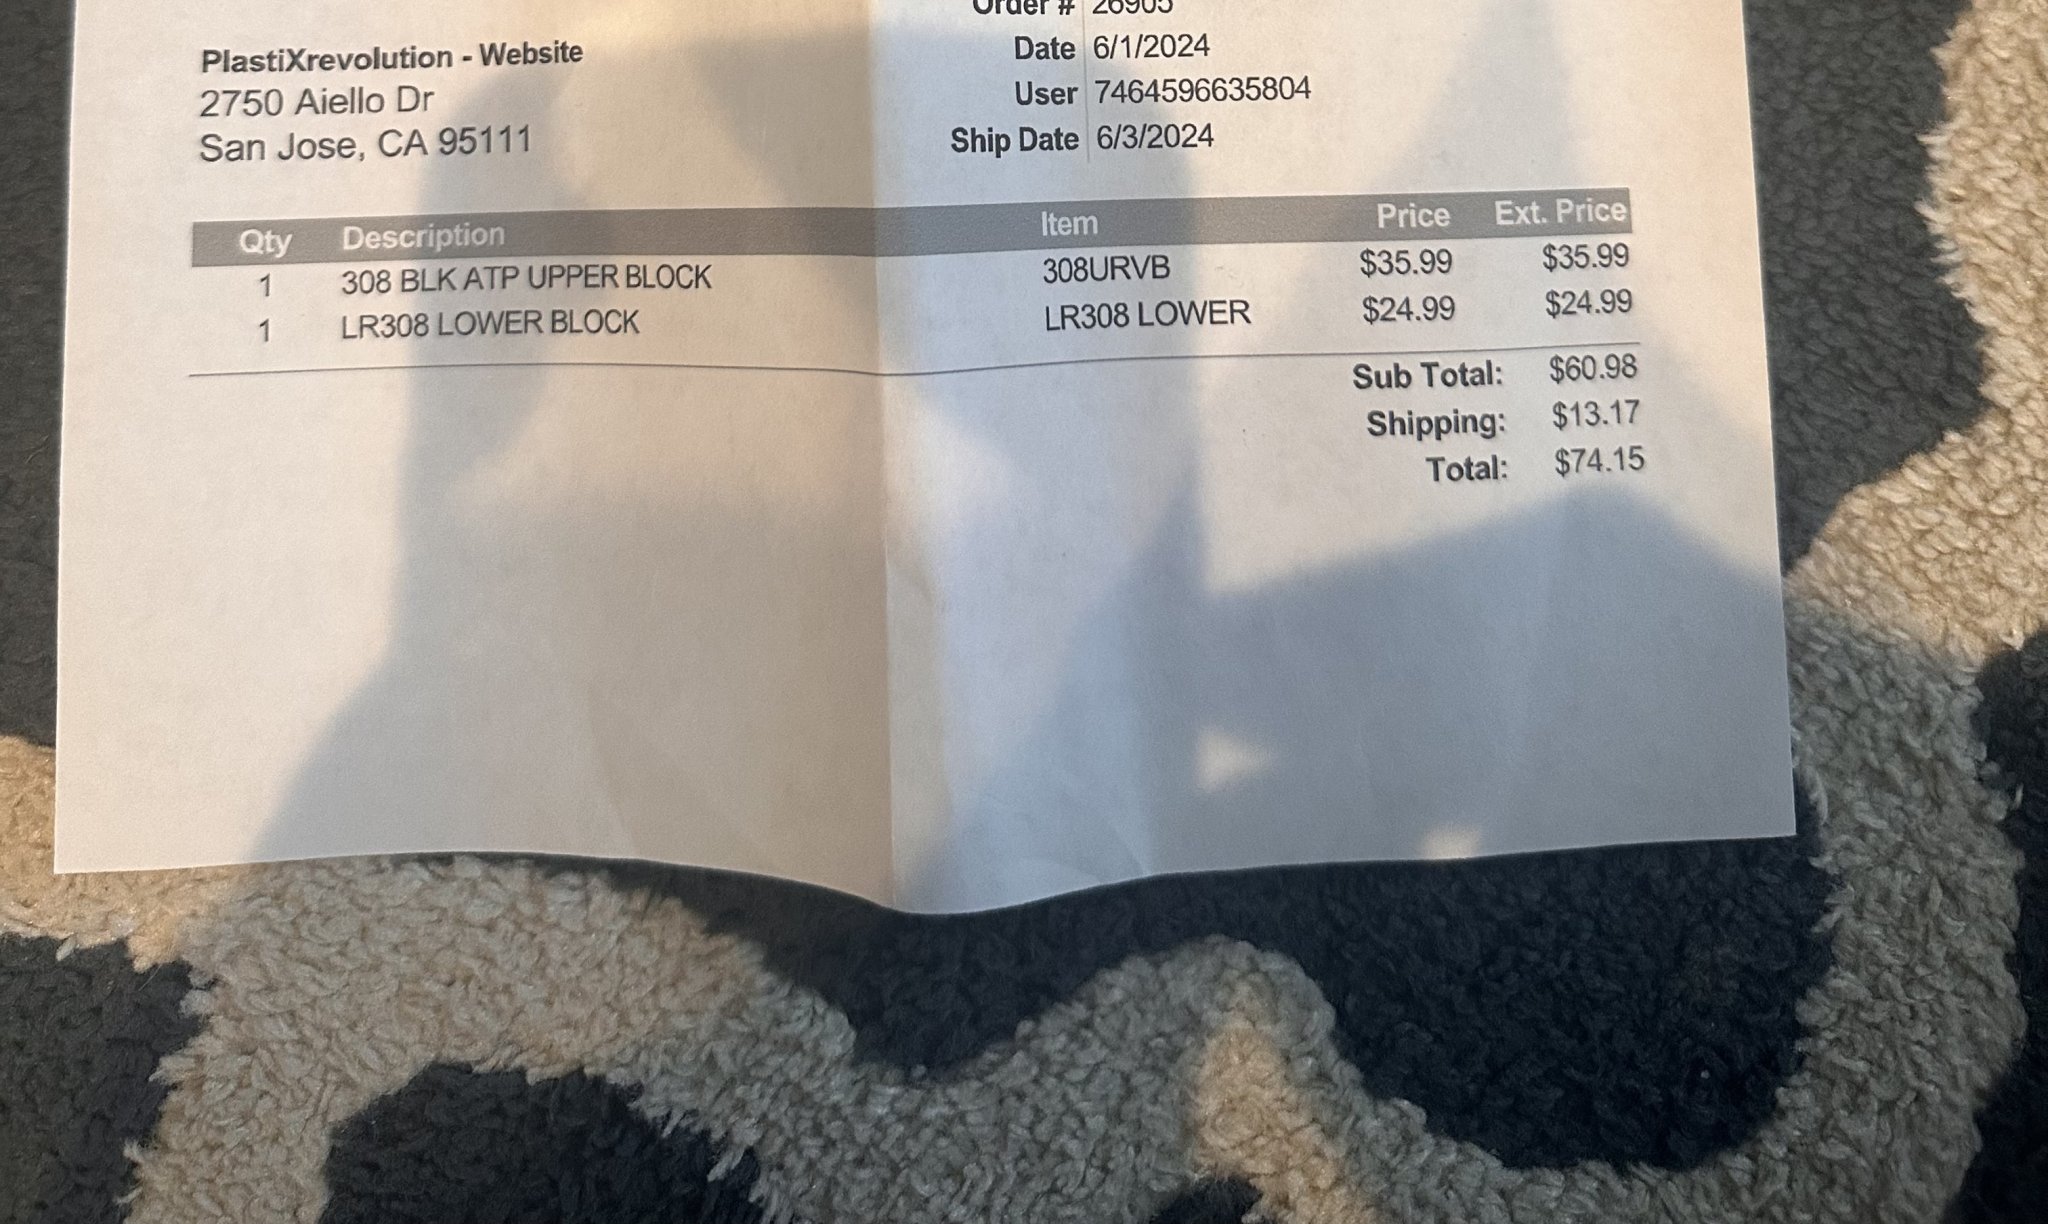 Order # 26905
PlastiXrevolution - Website
Date 6/1/2024
2750 Aiello Dr
User 7464596635804
San Jose, CA 95111
Ship Date 6/3/2024
Qty Description Item Price Ext. Price
1 308 BLK ATP UPPER BLOCK 308URVB $35.99 $35.99
1 LR308 LOWER BLOCK LR308 LOWER $24.99 $24.99
Sub Total: $60.98
Shipping: $13.17
Total: $74.15